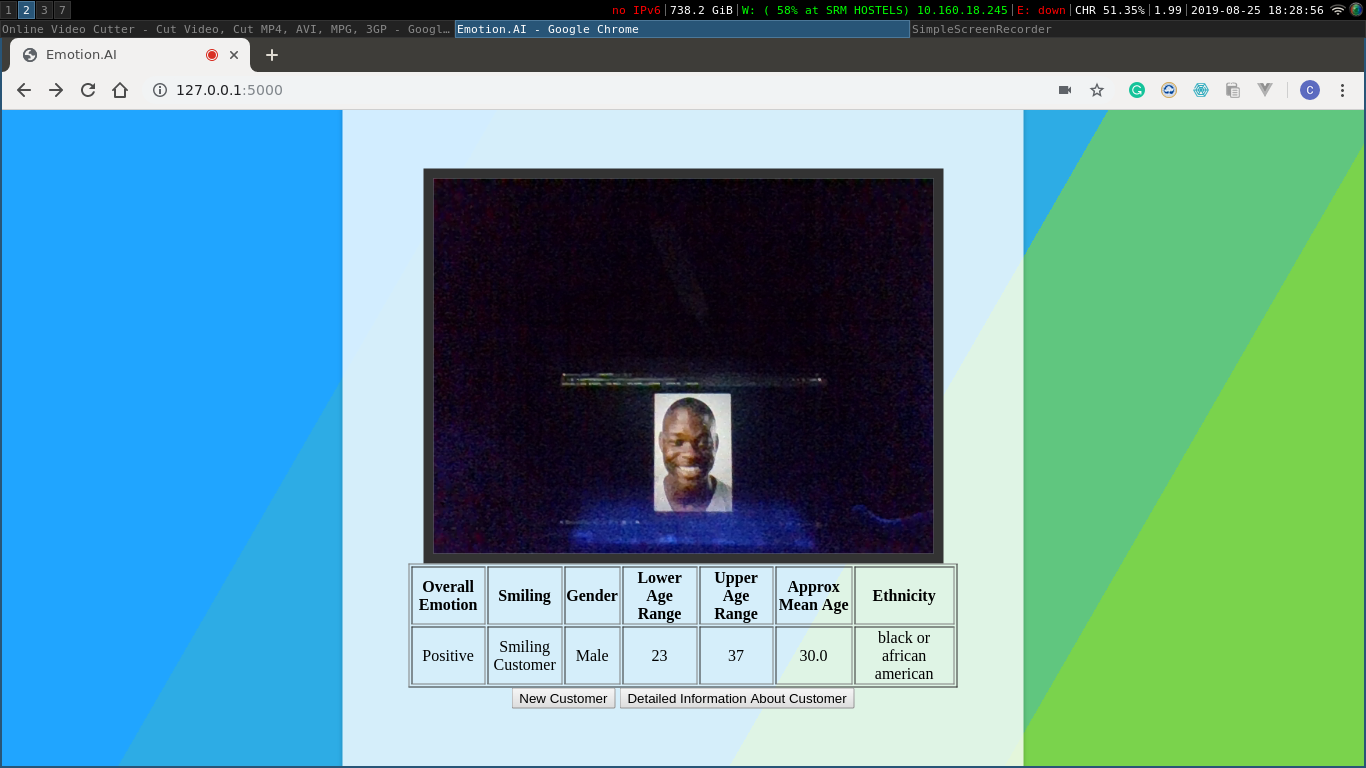 1 2 3 7 no IPv6 738.2 GiB W: ( 58% at SRM HOSTELS) 10.160.18.245 E: down CHR 51.35% 1.99 2019-08-25 18:28:56
Online Video Cutter - Cut Video, Cut MP4, AVI, MPG, 3GP - Googl… Emotion.AI - Google Chrome SimpleScreenRecorder
Emotion.AI
127.0.0.1:5000 C
Overall Emotion Smiling Gender Lower Age Range Upper Age Range Approx Mean Age Ethnicity
Positive Smiling Customer Male 23 37 30.0 black or african american
New Customer Detailed Information About Customer